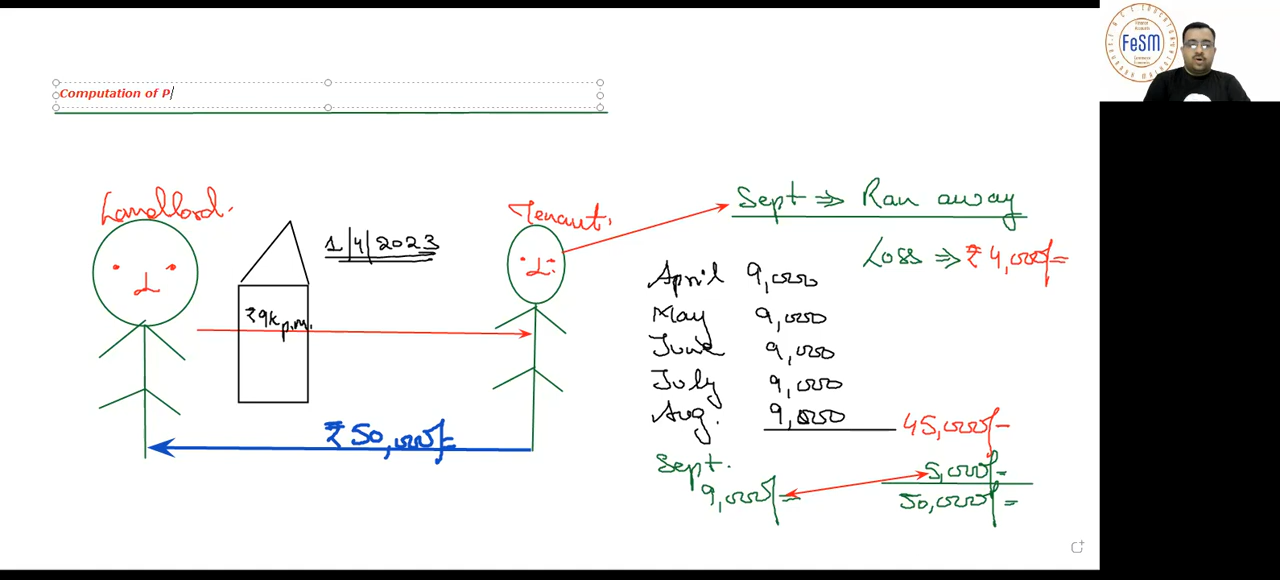 FeSM
Computation of P
Landlord.
Tenant.
Sept ⇒ Ran away
1/4/2023
Loss ⇒ ₹4,000/-
₹9k p.m.
April 9,000
May 9,000
June 9,000
July 9,000
Aug. 9,000 45,000/-
₹50,000/-
Sept. 5,000/-
9,000/- 50,000/-